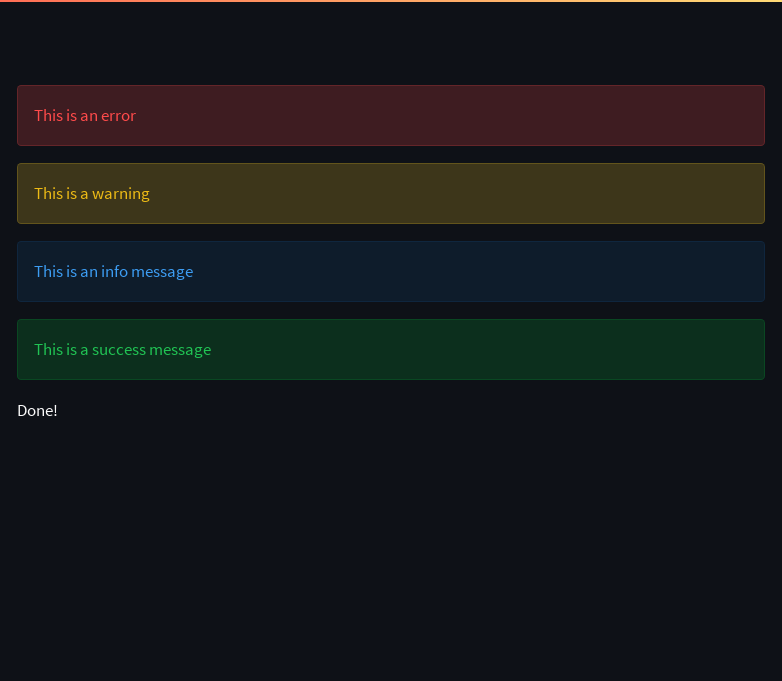 This is an error
This is a warning
This is an info message
This is a success message
Done!